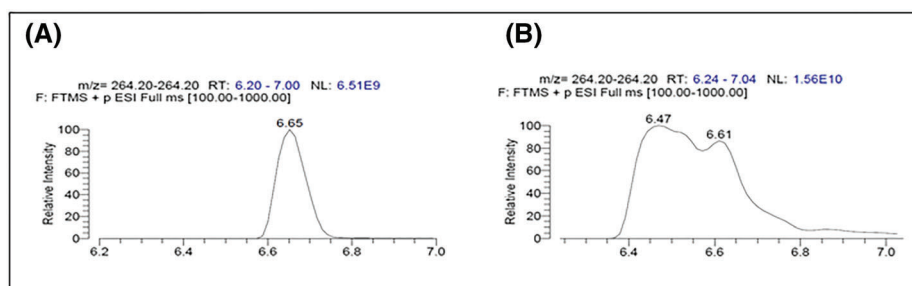 (A)
m/z= 264.20-264.20 RT: 6.20 - 7.00 NL: 6.51E9
F: FTMS + p ESI Full ms [100.00-1000.00]
6.65
100
80
60
40
20
0
Relative Intensity
6.2 6.4 6.6 6.8 7.0
(B)
m/z= 264.20-264.20 RT: 6.24 - 7.04 NL: 1.56E10
F: FTMS + p ESI Full ms [100.00-1000.00]
6.47
6.61
100
80
60
40
20
0
Relative Intensity
6.4 6.6 6.8 7.0